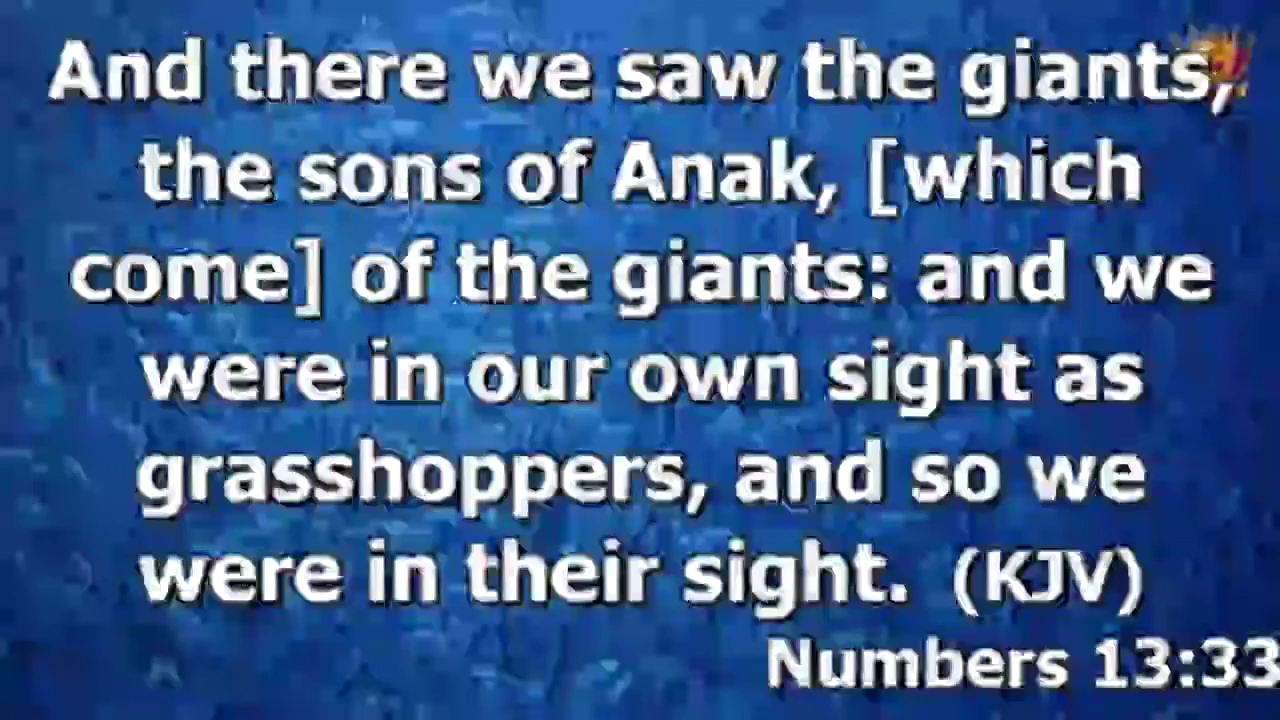 And there we saw the giants,
the sons of Anak, [which
come] of the giants: and we
were in our own sight as
grasshoppers, and so we
were in their sight. (KJV)
Numbers 13:33